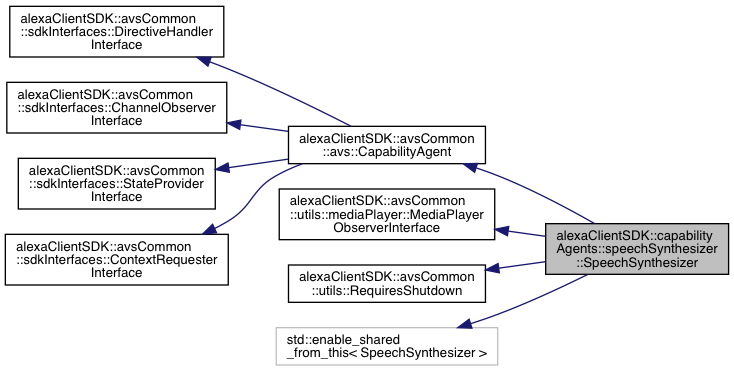 alexaClientSDK::avsCommon
::sdkInterfaces::DirectiveHandler
Interface
alexaClientSDK::avsCommon
::sdkInterfaces::ChannelObserver
Interface
alexaClientSDK::avsCommon
::avs::CapabilityAgent
alexaClientSDK::avsCommon
::sdkInterfaces::StateProvider
Interface
alexaClientSDK::avsCommon
::utils::mediaPlayer::MediaPlayer
ObserverInterface
alexaClientSDK::capability
Agents::speechSynthesizer
::SpeechSynthesizer
alexaClientSDK::avsCommon
::sdkInterfaces::ContextRequester
Interface
alexaClientSDK::avsCommon
::utils::RequiresShutdown
std::enable_shared
_from_this< SpeechSynthesizer >